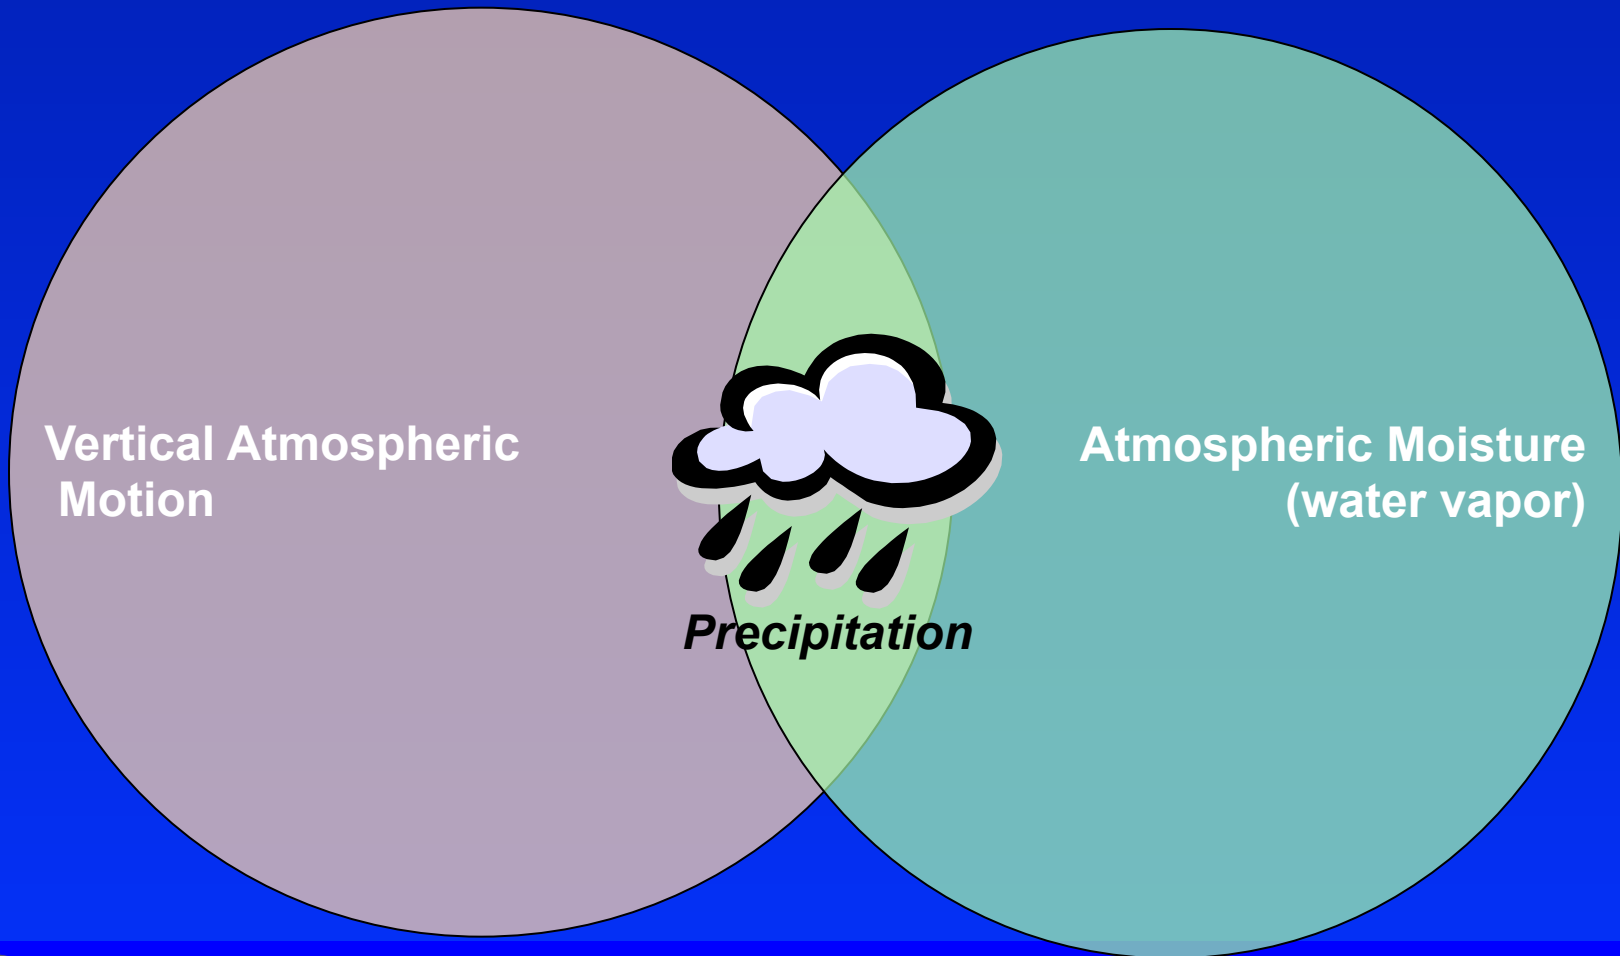 Vertical Atmospheric
Motion
Atmospheric Moisture
(water vapor)
Precipitation